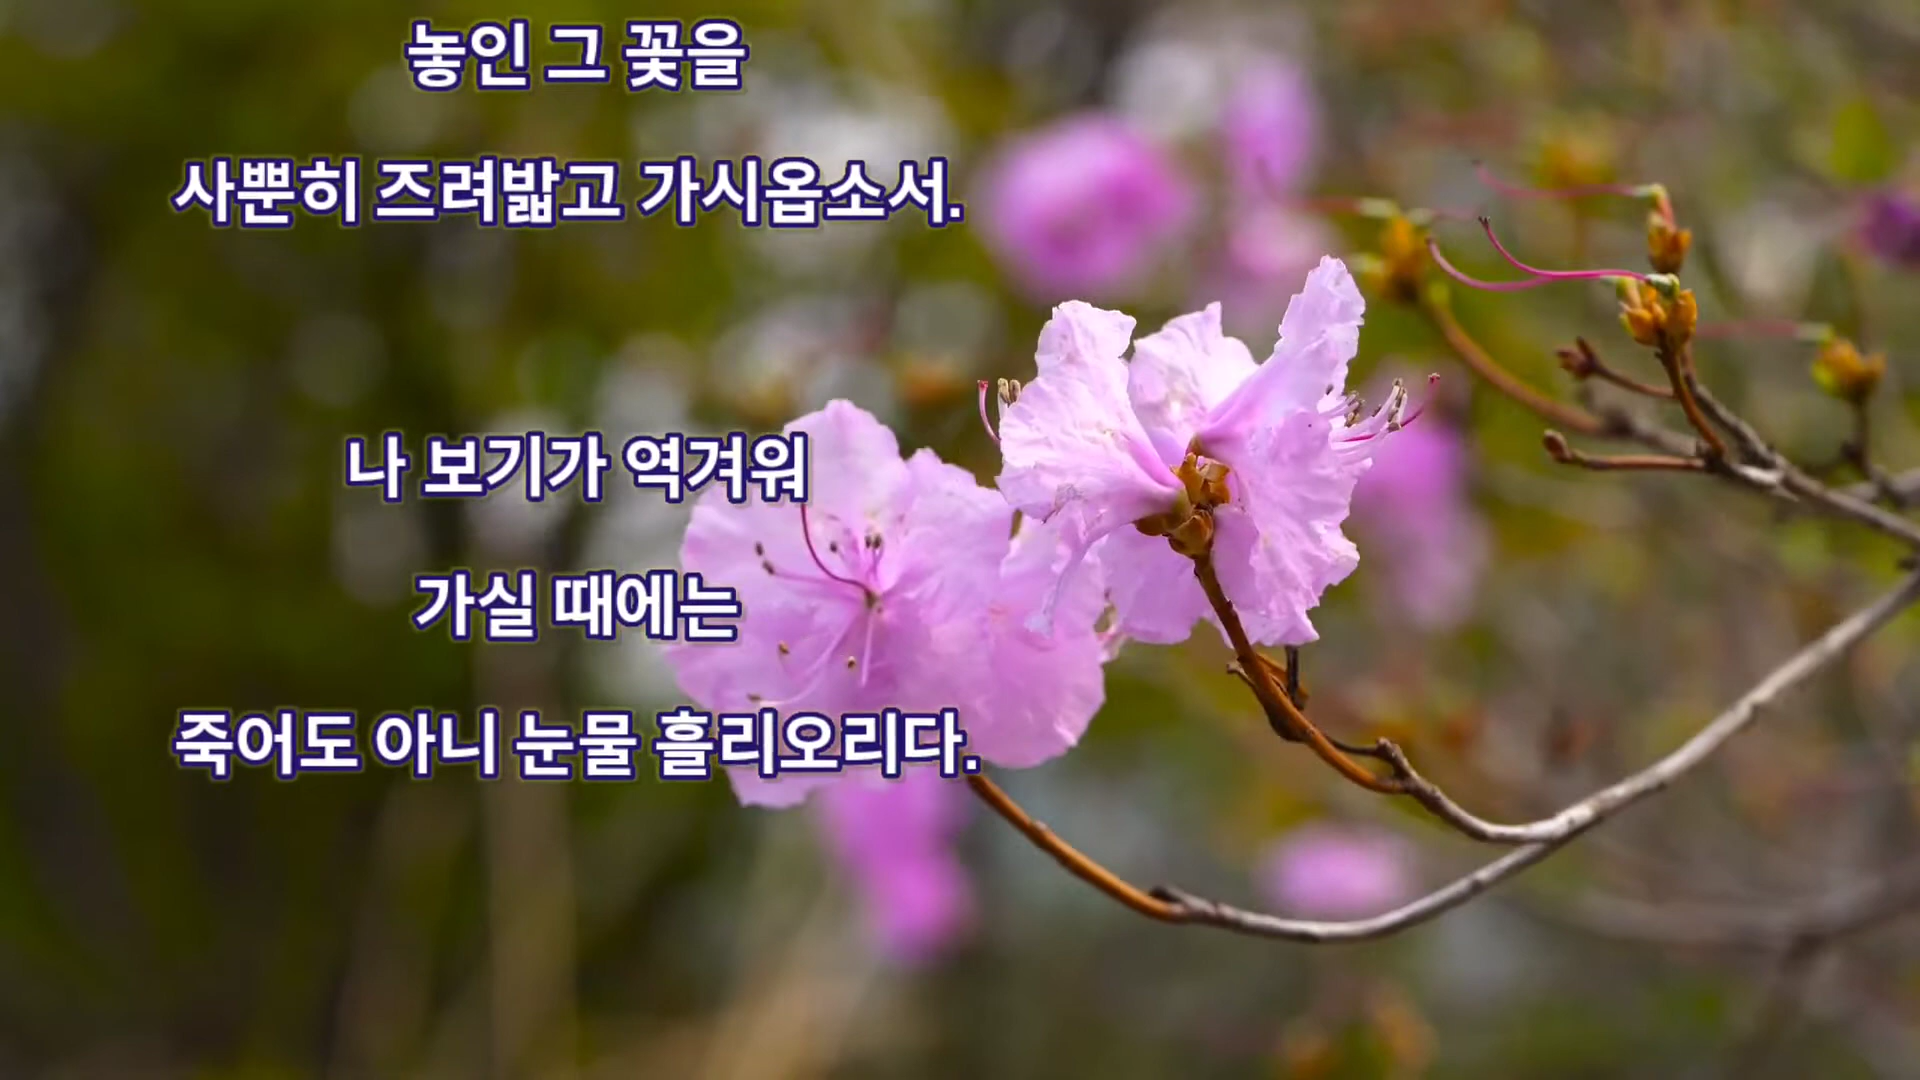 놓인 그 꽃을
사뿐히 즈려밟고 가시옵소서.
나 보기가 역겨워
가실 때에는
죽어도 아니 눈물 흘리오리다.